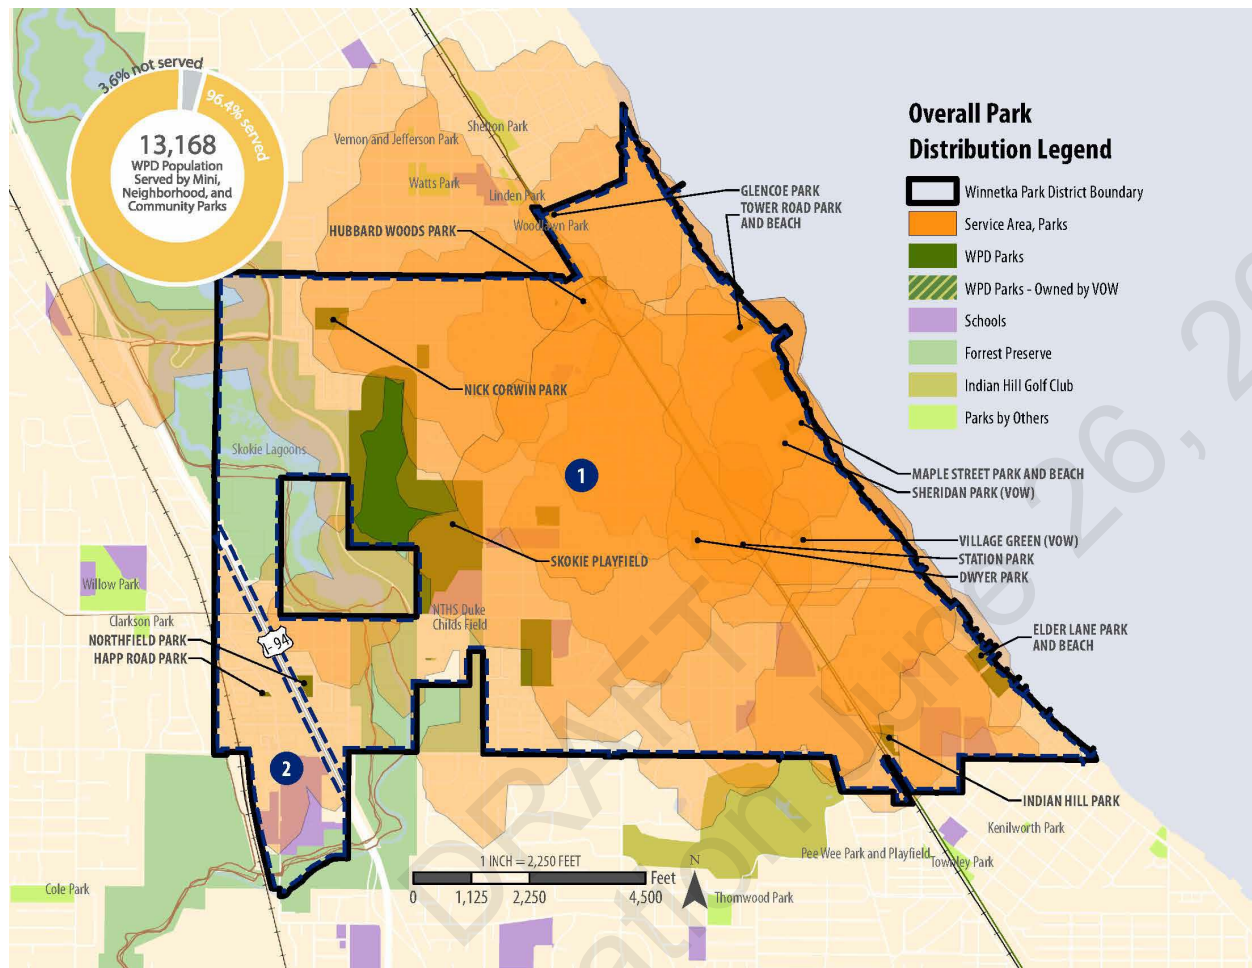 3.6% not served
96.4% served
13,168
WPD Population
Served by Mini,
Neighborhood, and
Community Parks
Overall Park
Distribution Legend
Winnetka Park District Boundary
Service Area, Parks
WPD Parks
WPD Parks - Owned by VOW
Schools
Forrest Preserve
Indian Hill Golf Club
Parks by Others
Shelton Park
Vernon and Jefferson Park
Watts Park
Linden Park
Woodlawn Park
GLENCOE PARK
TOWER ROAD PARK
AND BEACH
HUBBARD WOODS PARK
NICK CORWIN PARK
Skokie Lagoons
1
MAPLE STREET PARK AND BEACH
SHERIDAN PARK (VOW)
VILLAGE GREEN (VOW)
STATION PARK
DWYER PARK
SKOKIE PLAYFIELD
Willow Park
Clarkson Park
NTHS Duke
Childs Field
NORTHFIELD PARK
HAPP ROAD PARK
I-94
ELDER LANE PARK
AND BEACH
2
INDIAN HILL PARK
Kenilworth Park
Pee Wee Park and Playfield
Townley Park
Cole Park
Thornwood Park
1 INCH = 2,250 FEET
Feet
0 1,125 2,250 4,500
N
DRAFT
June 26, 20